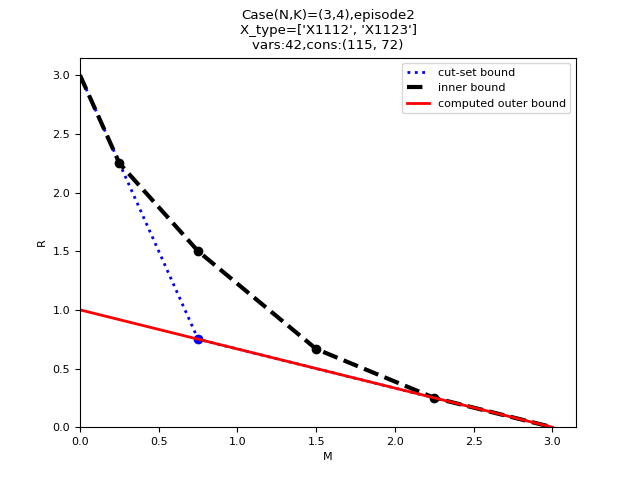 Case(N,K)=(3,4),episode2
X_type=['X1112', 'X1123']
vars:42,cons:(115, 72)
cut-set bound
inner bound
computed outer bound
3.0
2.5
2.0
1.5
1.0
0.5
0.0
R
0.0 0.5 1.0 1.5 2.0 2.5 3.0
M